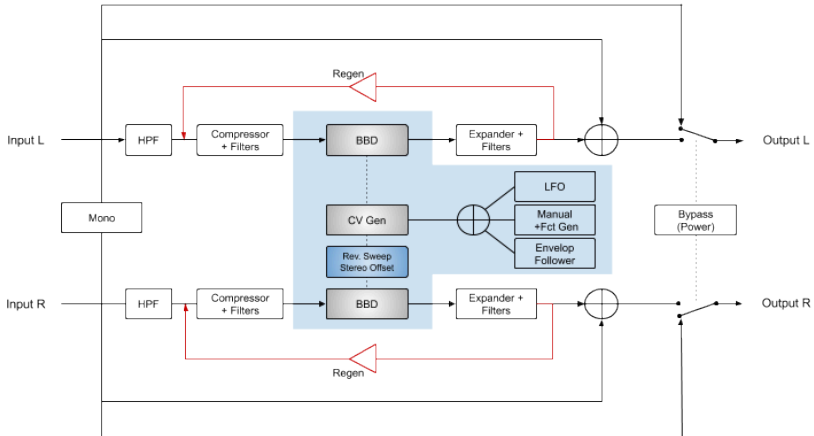 Regen
Input L
HPF
Compressor
+ Filters
BBD
Expander +
Filters
Output L
LFO
Mono
CV Gen
Manual
+Fct Gen
Bypass
(Power)
Rev. Sweep
Stereo Offset
Envelop
Follower
Input R
HPF
Compressor
+ Filters
BBD
Expander +
Filters
Output R
Regen